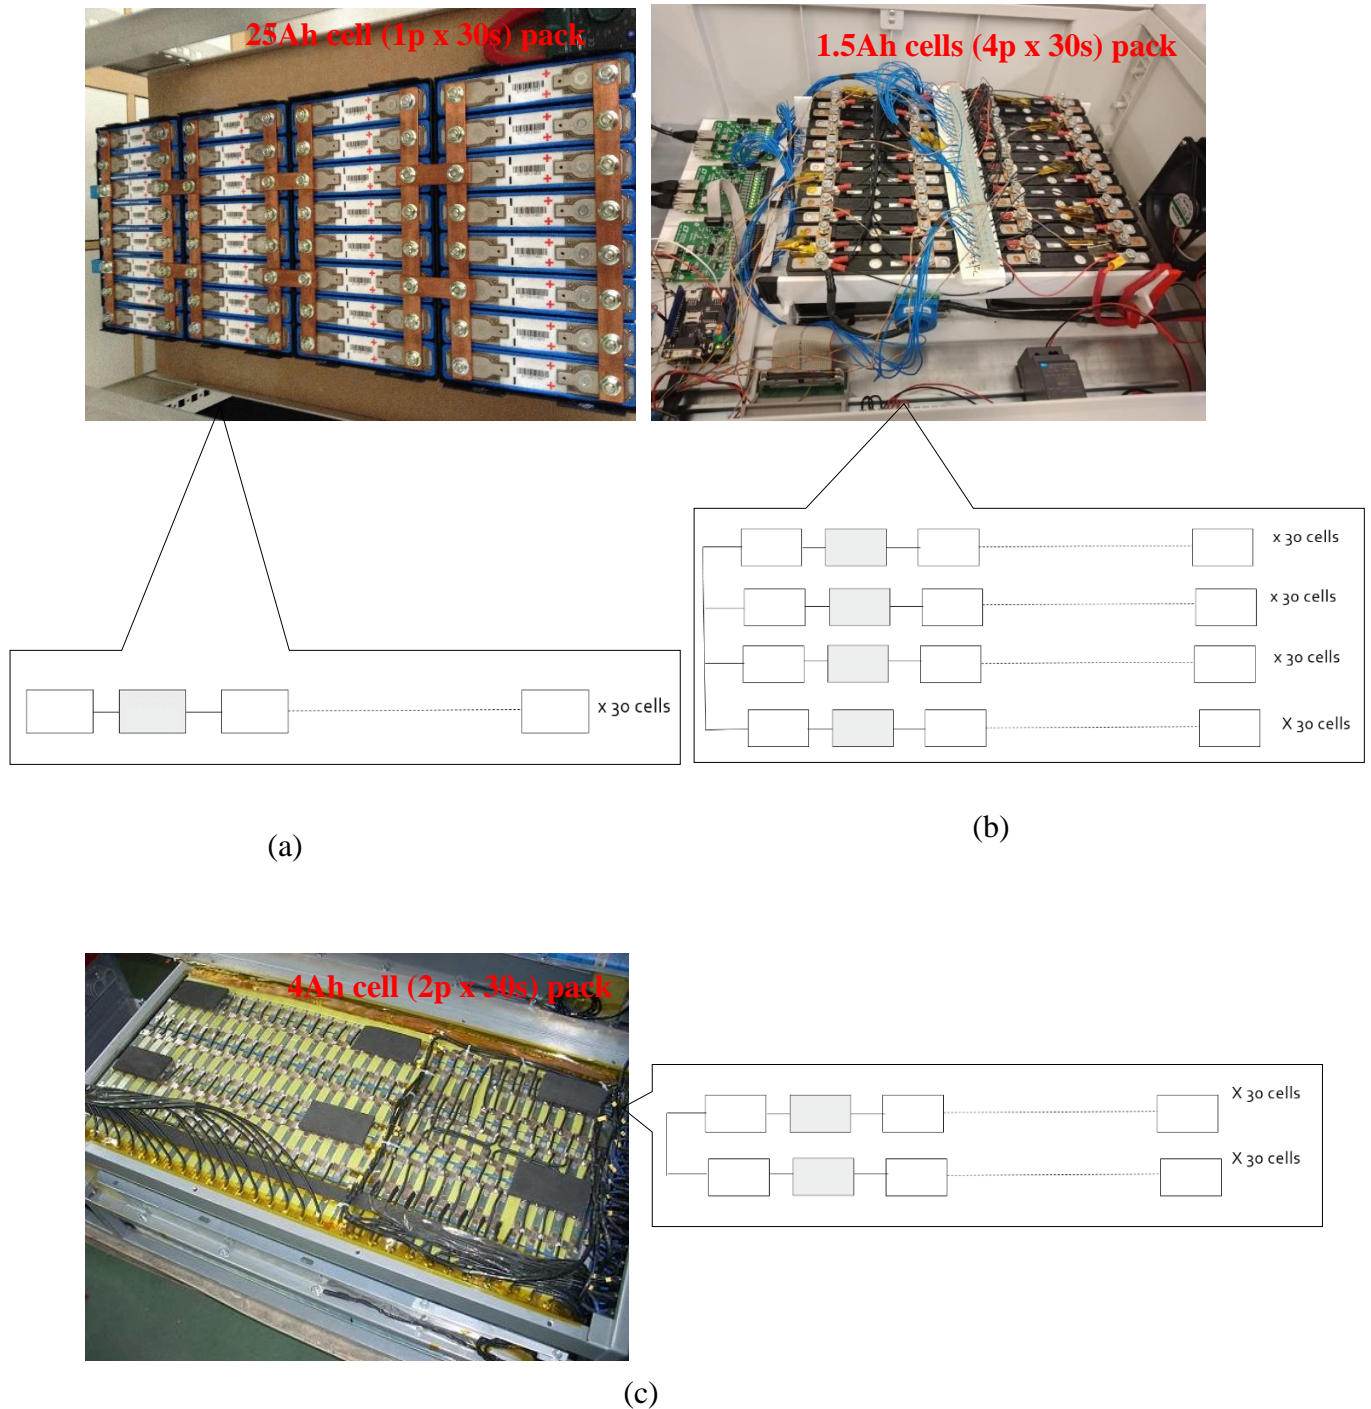 25Ah cell (1p x 30s) pack
1.5Ah cells (4p x 30s) pack
x 30 cells
x 30 cells
x 30 cells
x 30 cells
X 30 cells
(a)
(b)
4Ah cell (2p x 30s) pack
X 30 cells
X 30 cells
(c)